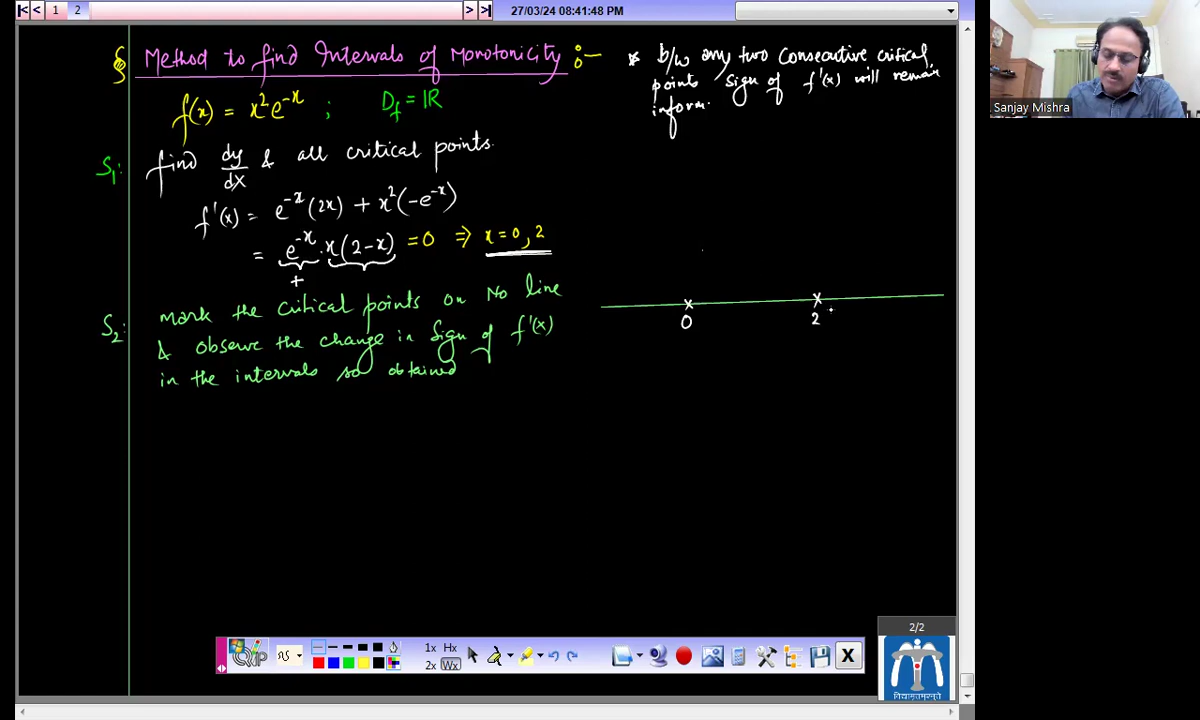 1 2
27/03/24 08:41:48 PM
§ Method to find Intervals of Monotonicity :-
f(x) = x²e⁻ˣ ; D_f = IR
S₁: find dy/dx & all critical points.
f'(x) = e⁻ˣ(2x) + x²(-e⁻ˣ)
= e⁻ˣ · x(2-x) = 0 ⇒ x = 0, 2
+
S₂: mark the critical points on No line
& observe the change in sign of f'(x)
in the intervals so obtained
* b/w any two consecutive critical
points sign of f'(x) will remain
inform.
0 2
Sanjay Mishra
2/2
1x Hx
2x Wx
X